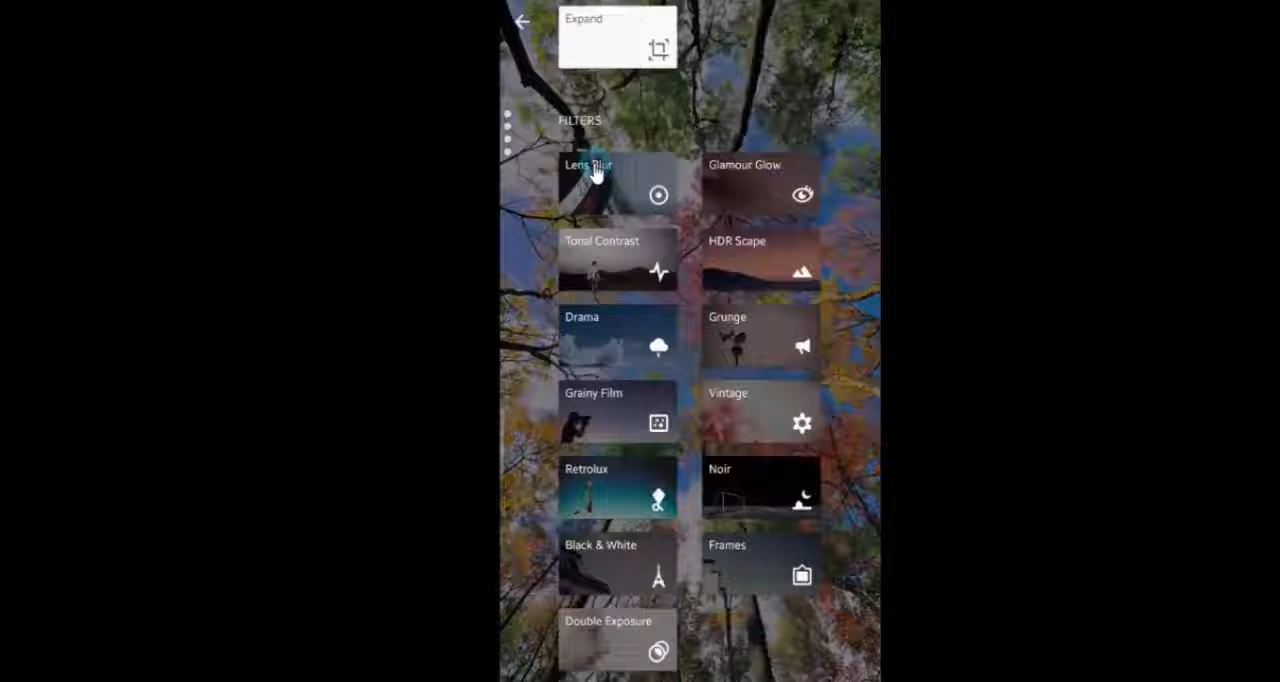 Expand
FILTERS
Lens Blur
Glamour Glow
Tonal Contrast
HDR Scape
Drama
Grunge
Grainy Film
Vintage
Retrolux
Noir
Black & White
Frames
Double Exposure